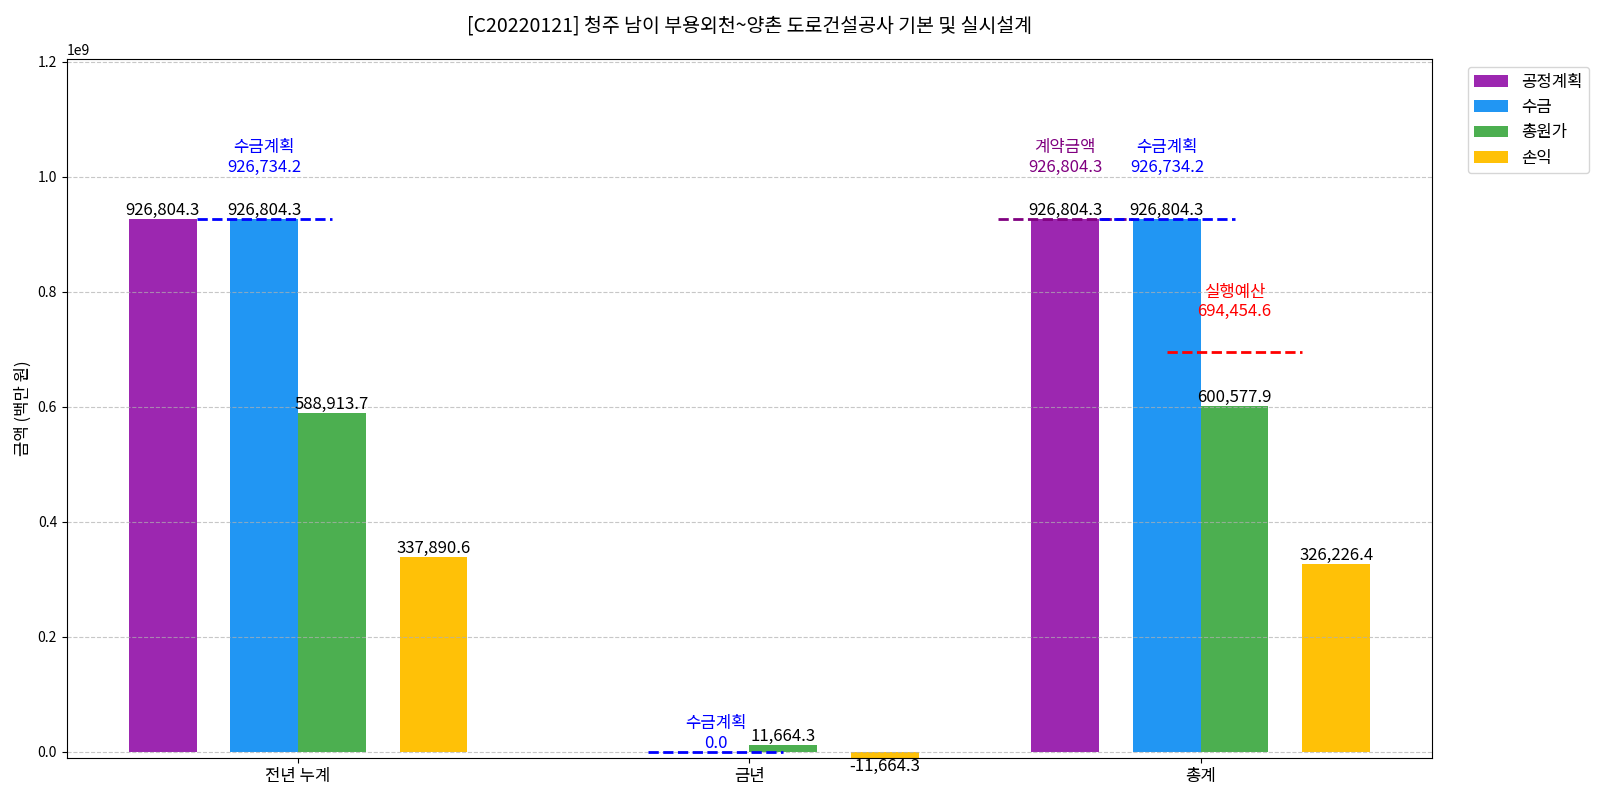 [C20220121] 청주 남이 부용외천~양촌 도로건설공사 기본 및 실시설계
1e9
1.2
1.0
0.8
0.6
0.4
0.2
0.0
금액 (백만 원)
수금계획
926,734.2
926,804.3
926,804.3
588,913.7
337,890.6
수금계획
0.0
11,664.3
-11,664.3
계약금액
926,804.3
수금계획
926,734.2
926,804.3
926,804.3
실행예산
694,454.6
600,577.9
326,226.4
전년 누계
금년
총계
공정계획
수금
총원가
손익